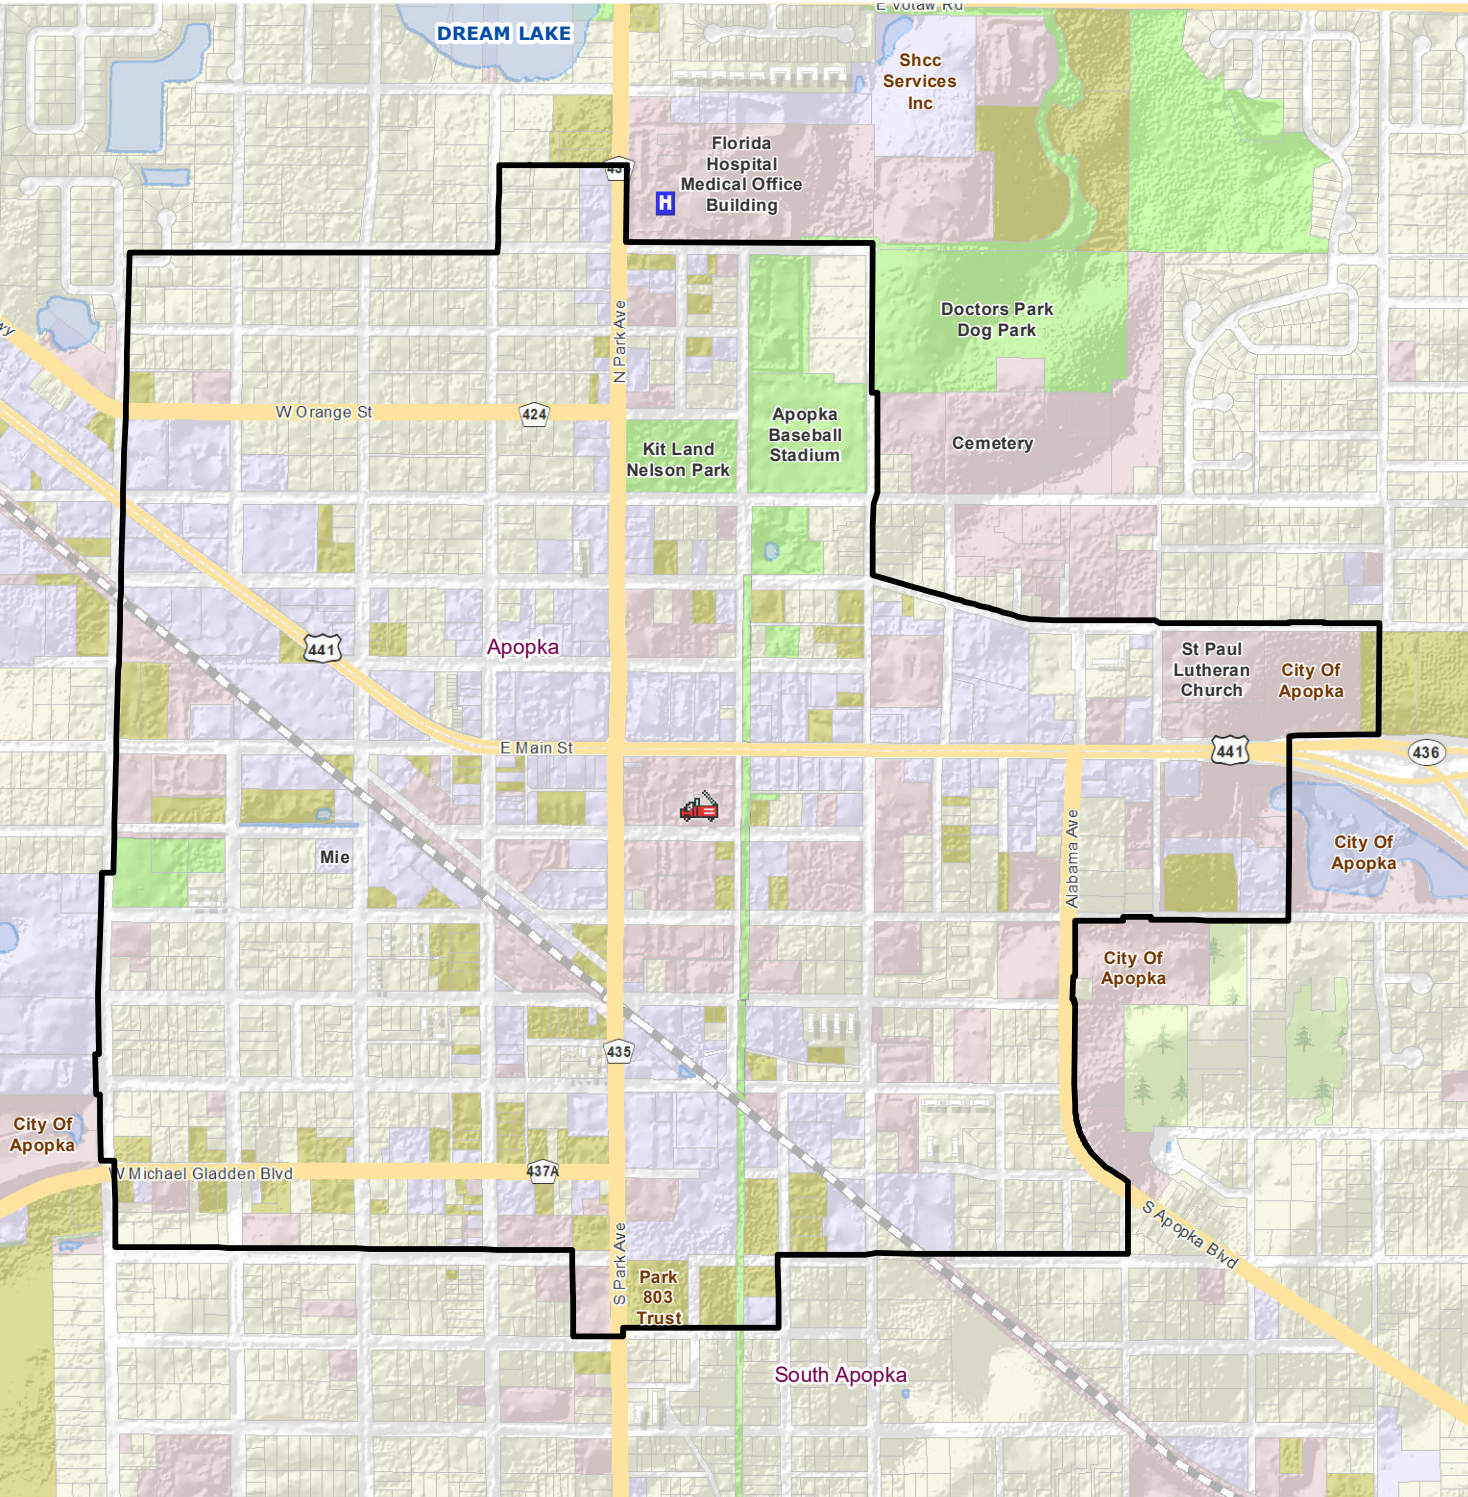 E Votaw Rd
DREAM LAKE
Shcc
Services
Inc
Florida
Hospital
Medical Office
Building
H
Doctors Park
Dog Park
N Park Ave
W Orange St
424
Apopka
Baseball
Stadium
Kit Land
Nelson Park
Cemetery
441
Apopka
St Paul
Lutheran
Church
City Of
Apopka
E Main St
441
436
Alabama Ave
Mie
City Of
Apopka
City Of
Apopka
435
City Of
Apopka
W Michael Gladden Blvd
437A
S Apopka Blvd
S Park Ave
Park
803
Trust
South Apopka